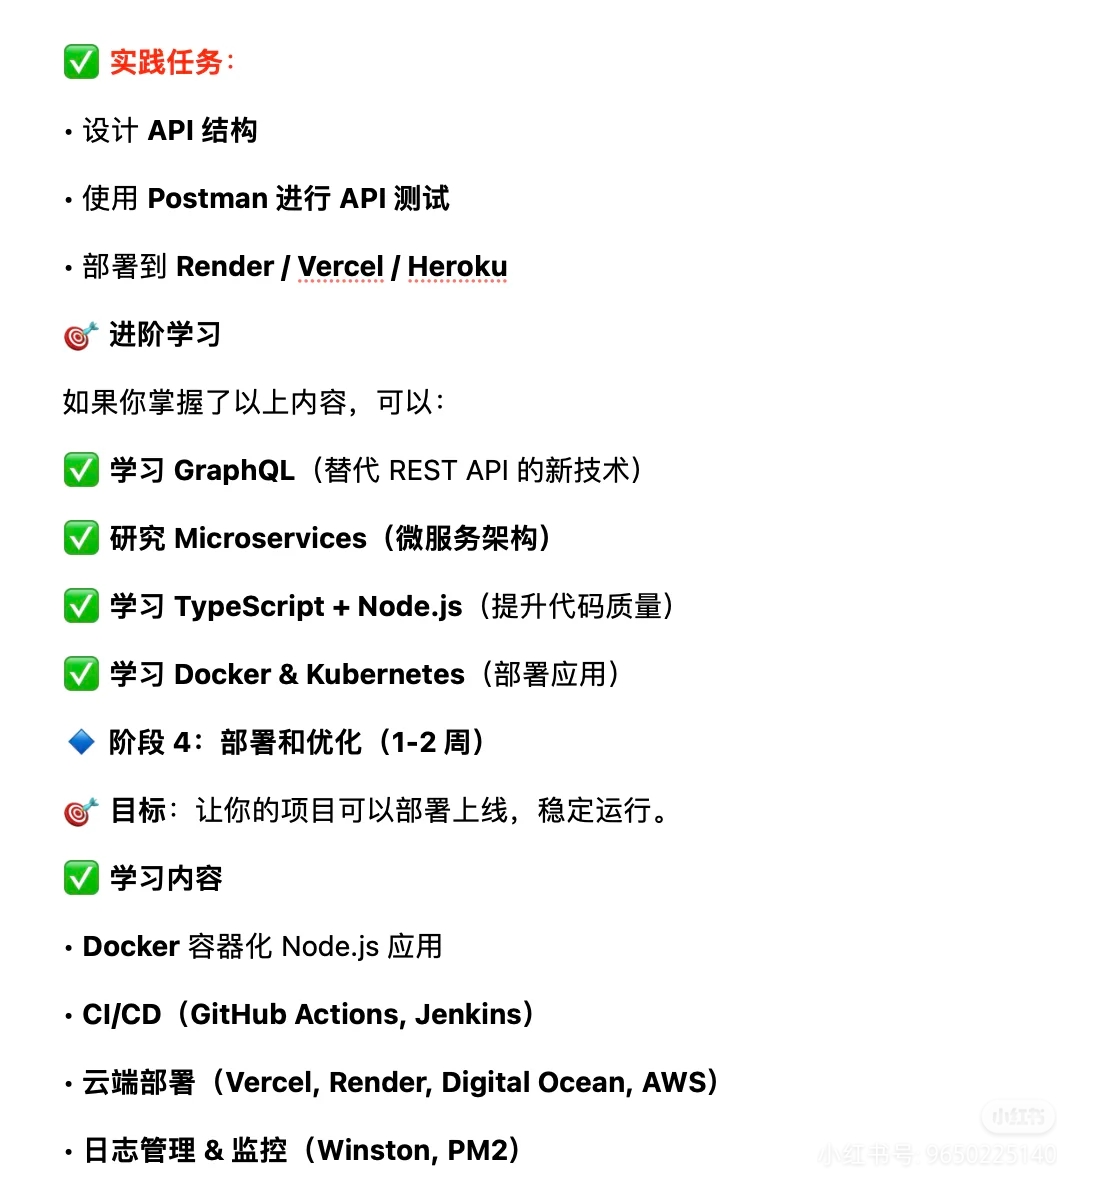 ✅ 实践任务：
• 设计 API 结构
• 使用 Postman 进行 API 测试
• 部署到 Render / Vercel / Heroku
🎯 进阶学习
如果你掌握了以上内容，可以：
✅ 学习 GraphQL（替代 REST API 的新技术）
✅ 研究 Microservices（微服务架构）
✅ 学习 TypeScript + Node.js（提升代码质量）
✅ 学习 Docker & Kubernetes（部署应用）
🔷 阶段 4：部署和优化（1-2 周）
🎯 目标：让你的项目可以部署上线，稳定运行。
✅ 学习内容
• Docker 容器化 Node.js 应用
• CI/CD（GitHub Actions, Jenkins）
• 云端部署（Vercel, Render, Digital Ocean, AWS）
• 日志管理 & 监控（Winston, PM2）
小红书
小红书号: 9650225140